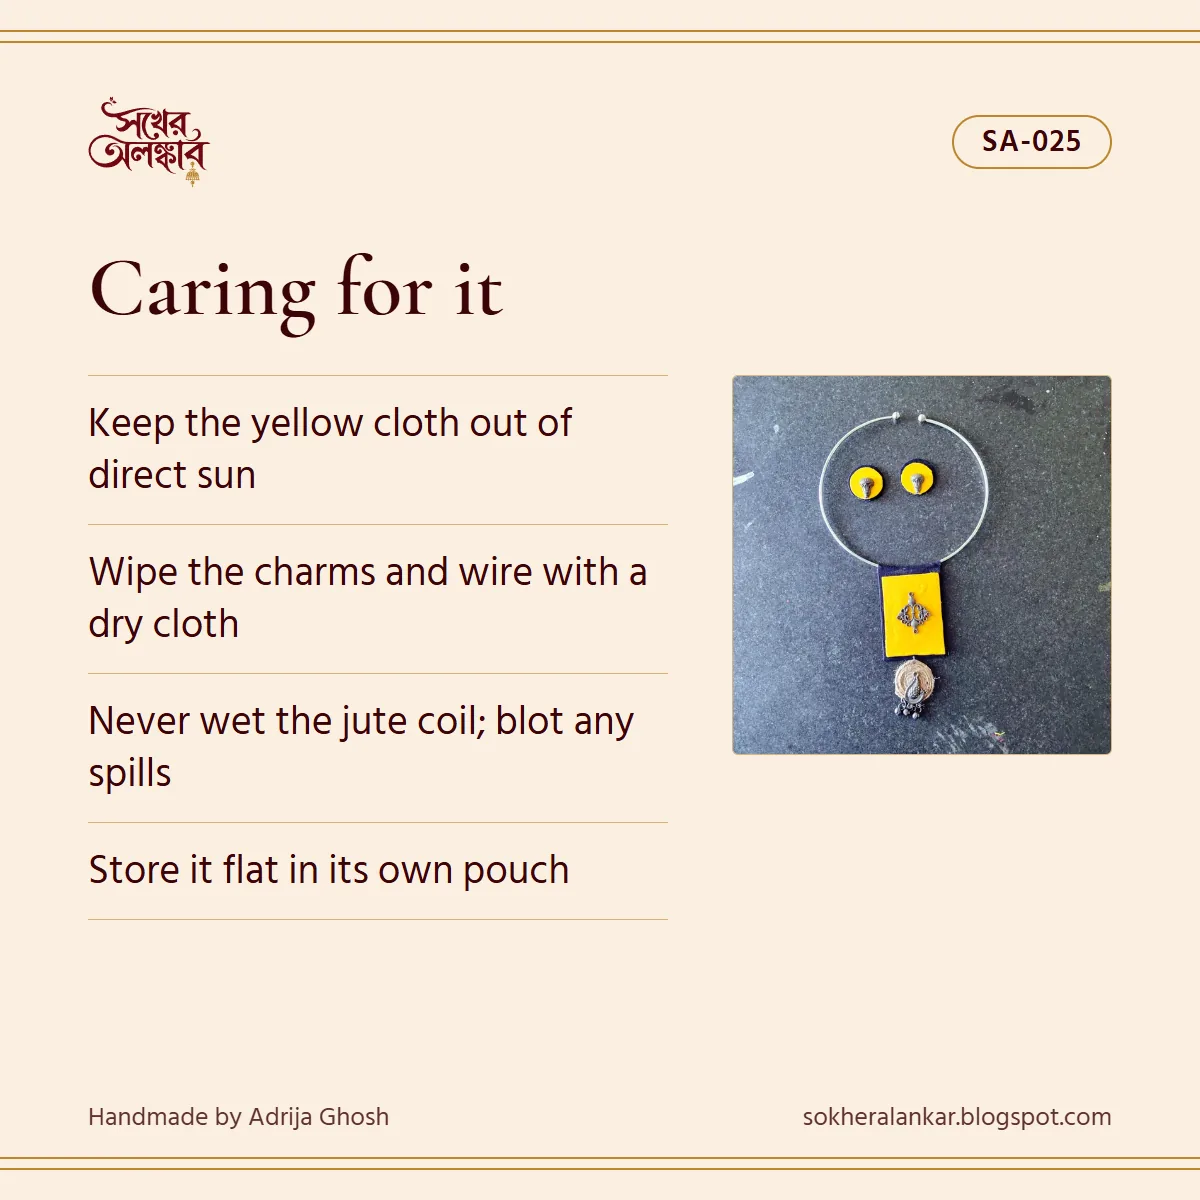 সখের
অলঙ্কার
SA-025
Caring for it
Keep the yellow cloth out of
direct sun
Wipe the charms and wire with a
dry cloth
Never wet the jute coil; blot any
spills
Store it flat in its own pouch
Handmade by Adrija Ghosh
sokheralankar.blogspot.com